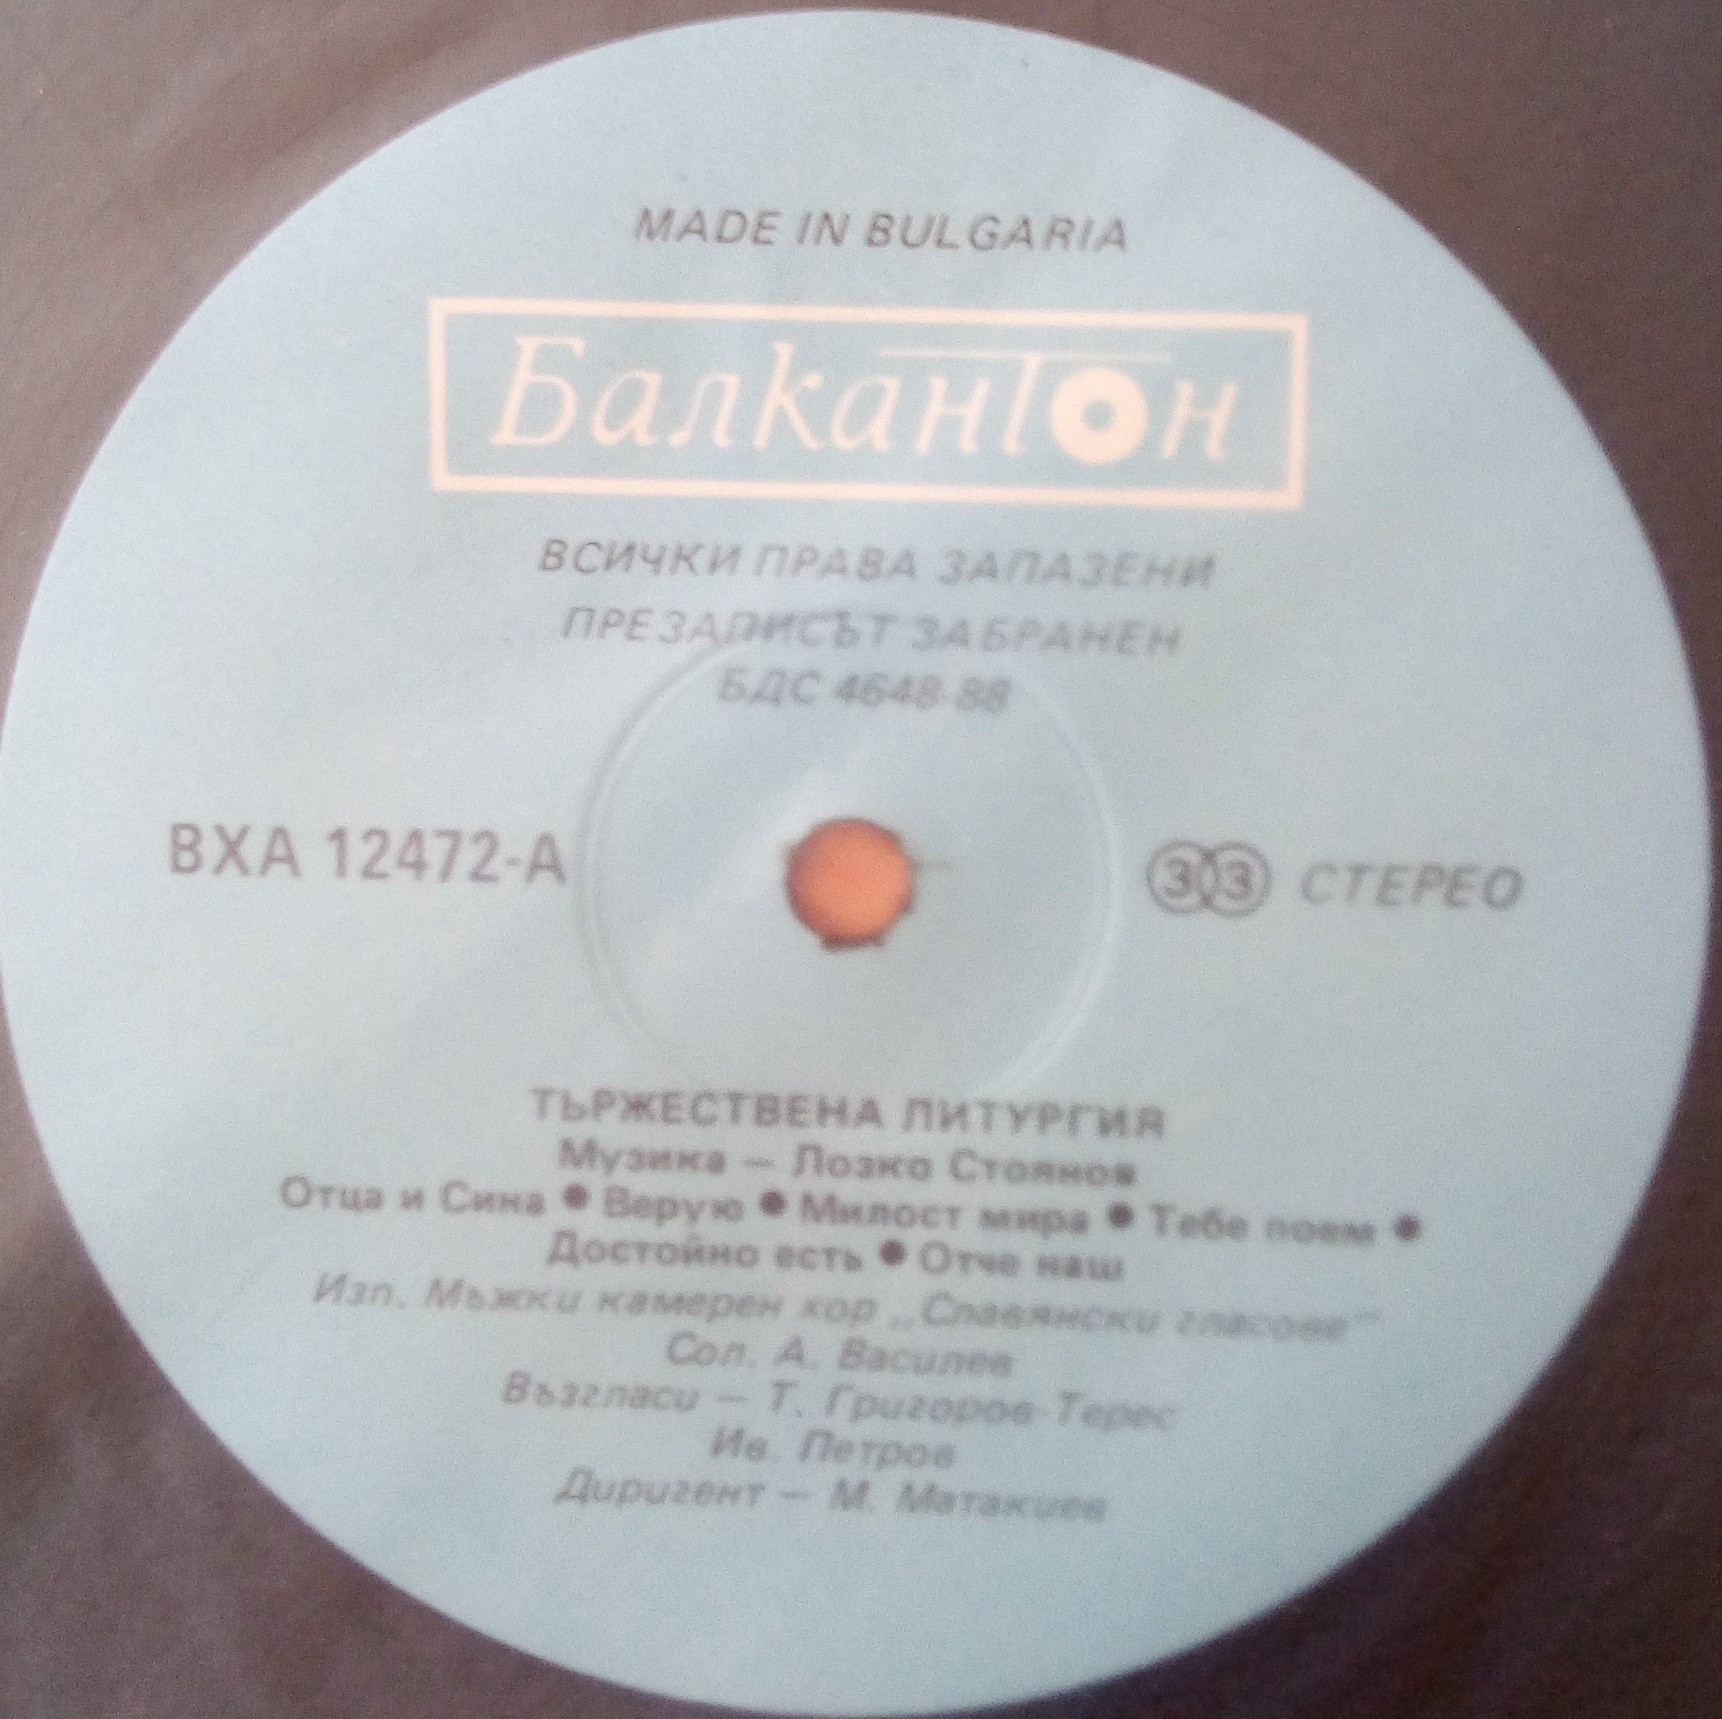 MADE IN BULGARIA
Балкантон
ВСИЧКИ ПРАВА ЗАПАЗЕНИ
ПРЕЗАПИСЪТ ЗАБРАНЕН
БДС 4648-88
ВХА 12472-А
33 СТЕРЕО
ТЪРЖЕСТВЕНА ЛИТУРГИЯ
Музика – Лозко Стоянов
Отца и Сина ● Верую ● Милост мира ● Тебе поем ●
Достойно есть ● Отче наш
Изп. Мъжки камерен хор „Славянски гласове“
Сол. А. Василев
Възгласи – Т. Григоров-Терес
Ив. Петров
Диригент – М. Матакиев